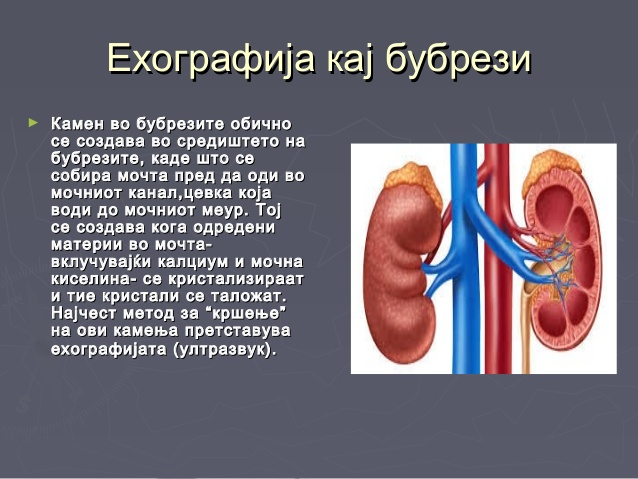 Ехографија кај бубрези
Камен во бубрезите обично
се создава во средиштето на
бубрезите, каде што се
собира мочта пред да оди во
мочниот канал,цевка која
води до мочниот меур. Тој
се создава кога одредени
материи во мочта-
вклучувајќи калциум и мочна
киселина- се кристализираат
и тие кристали се таложат.
Најчест метод за “кршење”
на ови камења претставува
ехографијата (ултразвук).